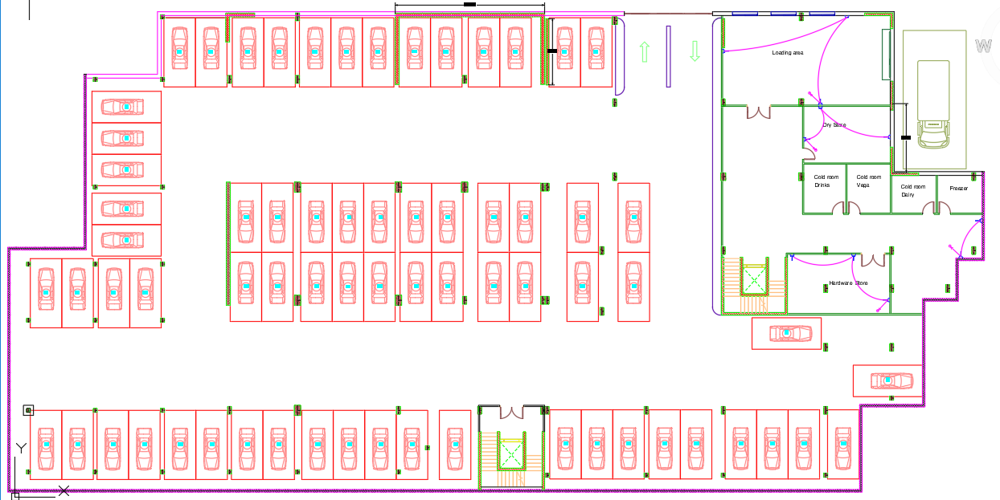 W
Loading area
Dry Store
Cold room
Drinks
Cold room
Vega
Cold room
Dairy
Freezer
Hardware Store
Y
X